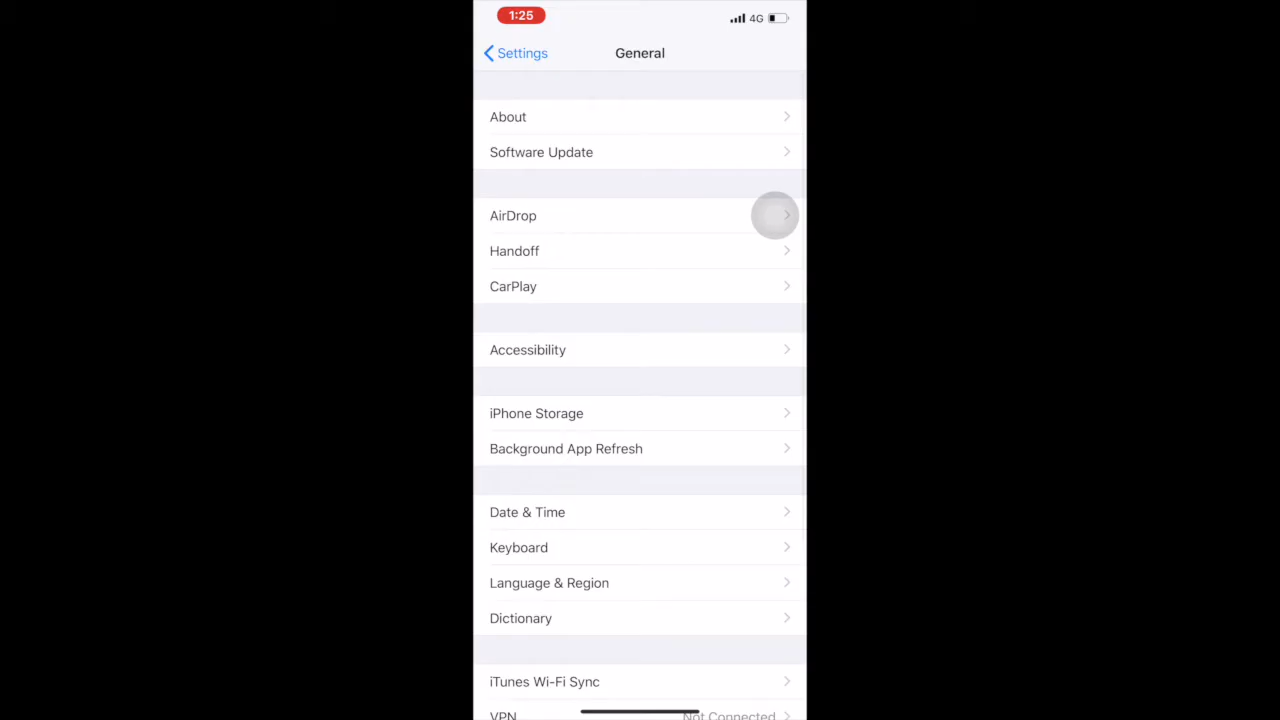 1:25 4G
Settings General
About
Software Update
AirDrop
Handoff
CarPlay
Accessibility
iPhone Storage
Background App Refresh
Date & Time
Keyboard
Language & Region
Dictionary
iTunes Wi-Fi Sync
VPN Not Connected